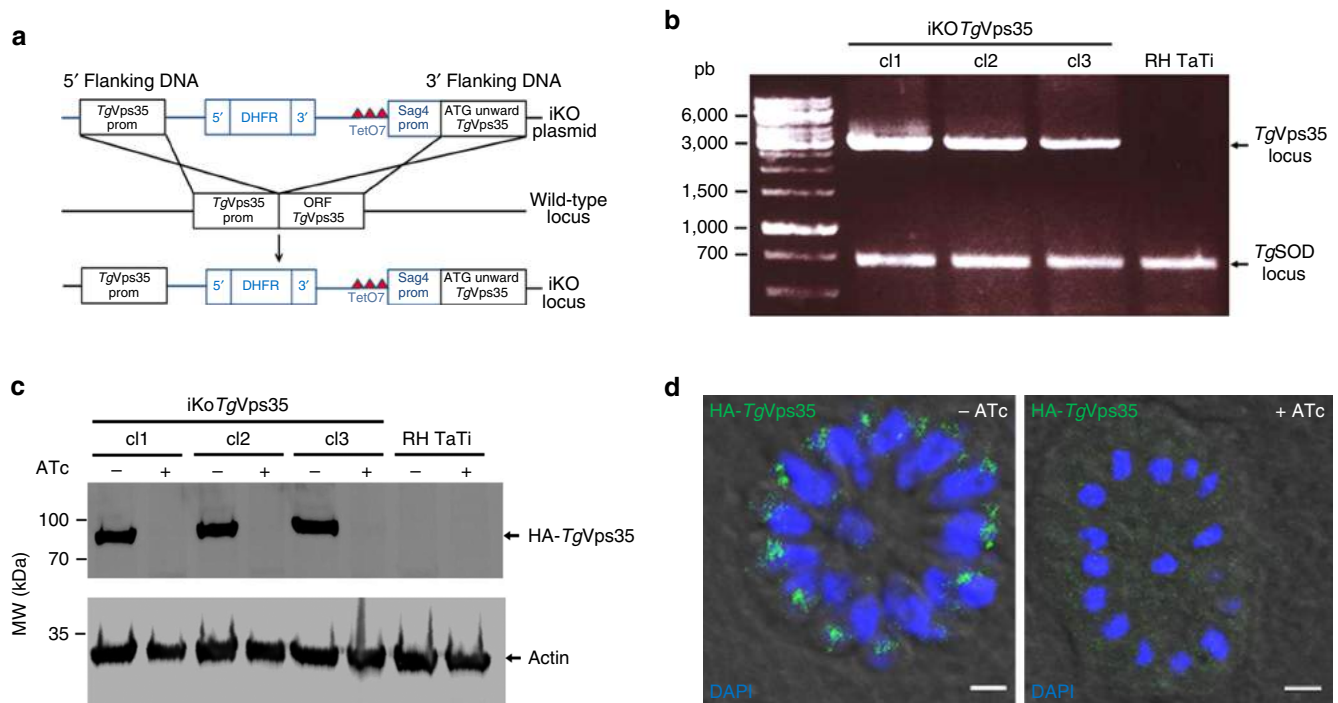 a
5′ Flanking DNA
3′ Flanking DNA
TgVps35
prom
5′
DHFR
3′
TetO7
Sag4
prom
ATG unward
TgVps35
iKO
plasmid
TgVps35
prom
ORF
TgVps35
Wild-type
locus
TgVps35
prom
5′
DHFR
3′
TetO7
Sag4
prom
ATG unward
TgVps35
iKO
locus
b
iKOTgVps35
pb
cl1
cl2
cl3
RH TaTi
6,000
3,000
1,500
1,000
700
TgVps35
locus
TgSOD
locus
c
iKoTgVps35
cl1
cl2
cl3
RH TaTi
ATc
– + – + – + – +
MW (kDa)
100
70
35
HA-TgVps35
Actin
d
HA-TgVps35
– ATc
DAPI
HA-TgVps35
+ ATc
DAPI